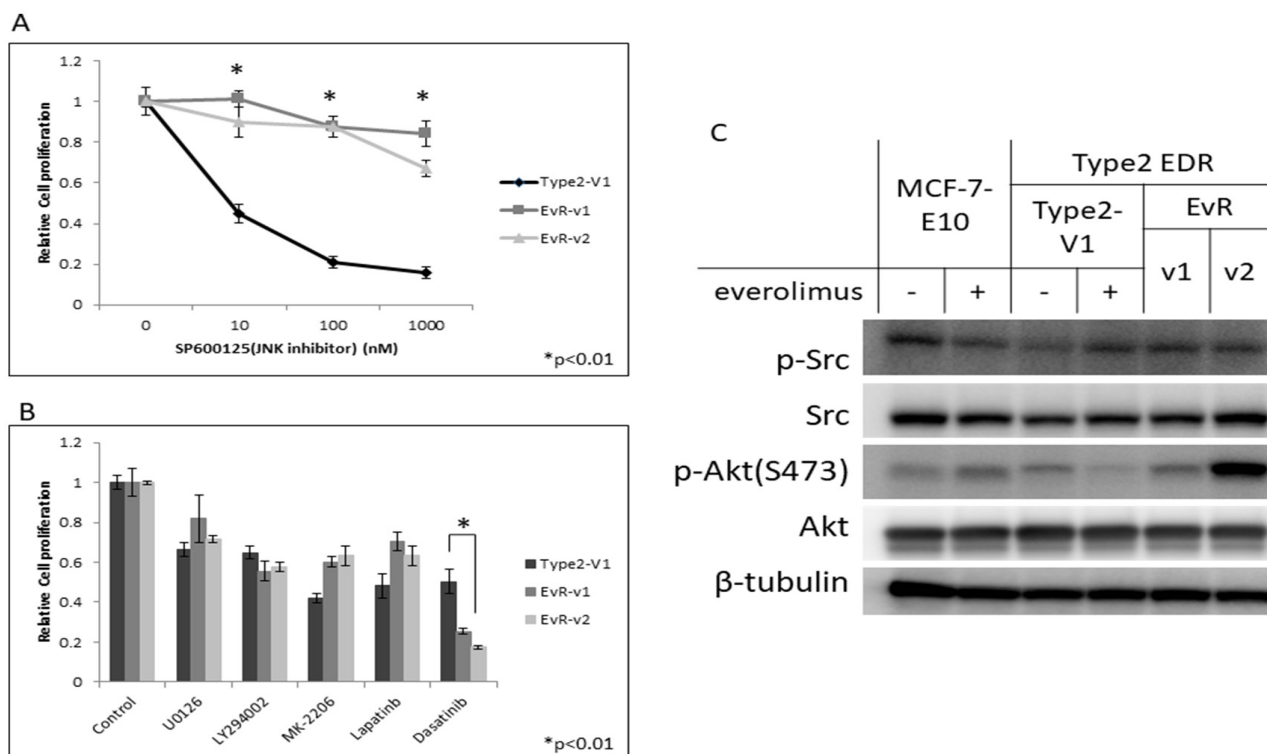 A
Relative Cell proliferation
1.2
1
0.8
0.6
0.4
0.2
0
* * *
0 10 100 1000
SP600125(JNK inhibitor) (nM)
Type2-V1
EvR-v1
EvR-v2
*p<0.01
B
Relative Cell proliferation
1.2
1
0.8
0.6
0.4
0.2
0
*
Control U0126 LY294002 MK-2206 Lapatinb Dasatinib
Type2-V1
EvR-v1
EvR-v2
*p<0.01
C
Type2 EDR
MCF-7-
E10
Type2-
V1
EvR
v1 v2
everolimus - + - +
p-Src
Src
p-Akt(S473)
Akt
β-tubulin